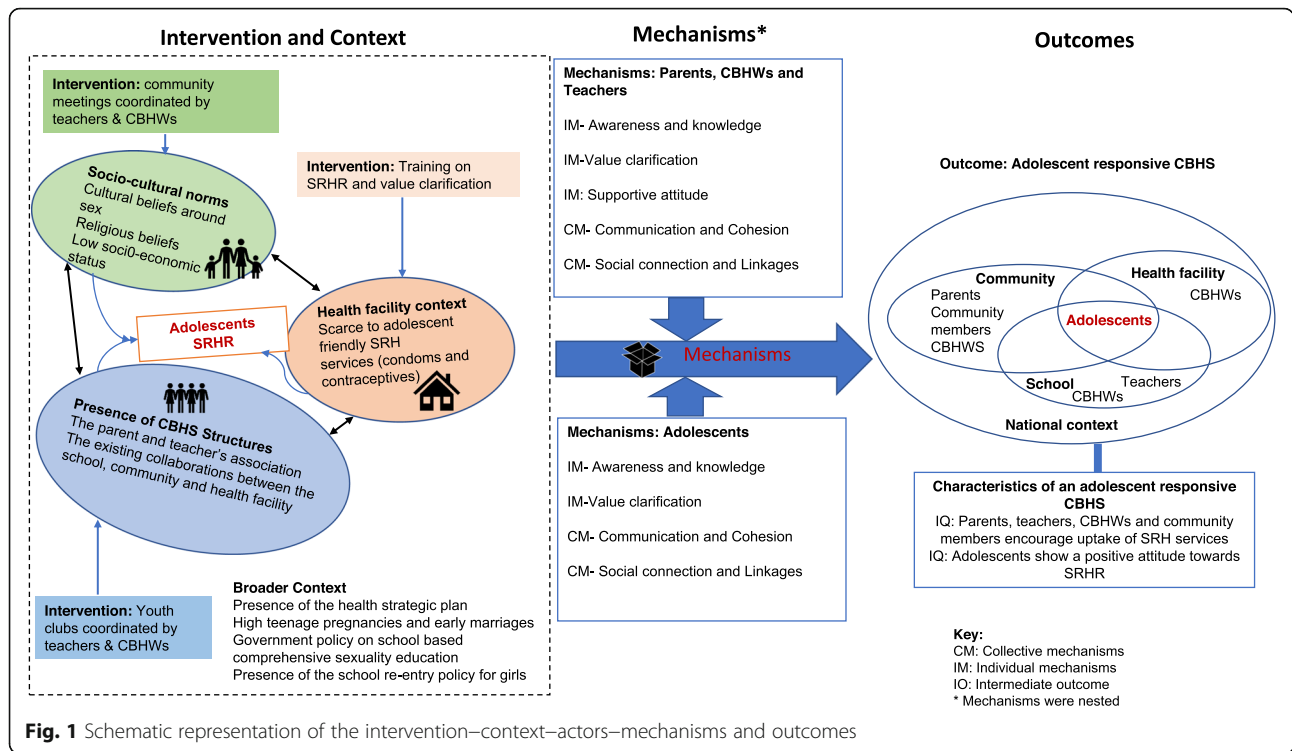 Intervention and Context
Intervention: community
meetings coordinated by
teachers & CBHWs
Socio-cultural norms
Cultural beliefs around
sex
Religious beliefs
Low soci0-economic
status
Intervention: Training on
SRHR and value clarification
Adolescents
SRHR
Health facility context
Scarce to adolescent
friendly SRH
services (condoms and
contraceptives)
Presence of CBHS Structures
The parent and teacher's association
The existing collaborations between the
school, community and health facility
Intervention: Youth
clubs coordinated by
teachers & CBHWs
Broader Context
Presence of the health strategic plan
High teenage pregnancies and early marriages
Government policy on school based
comprehensive sexuality education
Presence of the school re-entry policy for girls
Mechanisms*
Mechanisms: Parents, CBHWs and
Teachers
IM- Awareness and knowledge
IM-Value clarification
IM: Supportive attitude
CM- Communication and Cohesion
CM- Social connection and Linkages
Mechanisms
Mechanisms: Adolescents
IM- Awareness and knowledge
IM-Value clarification
CM- Communication and Cohesion
CM- Social connection and Linkages
Outcomes
Outcome: Adolescent responsive CBHS
Community
Parents
Community
members
CBHWS
Health facility
CBHWs
Adolescents
School
CBHWs
Teachers
National context
Characteristics of an adolescent responsive
CBHS
IQ: Parents, teachers, CBHWs and community
members encourage uptake of SRH services
IQ: Adolescents show a positive attitude towards
SRHR
Key:
CM: Collective mechanisms
IM: Individual mechanisms
IO: Intermediate outcome
* Mechanisms were nested
Fig. 1 Schematic representation of the intervention–context–actors–mechanisms and outcomes